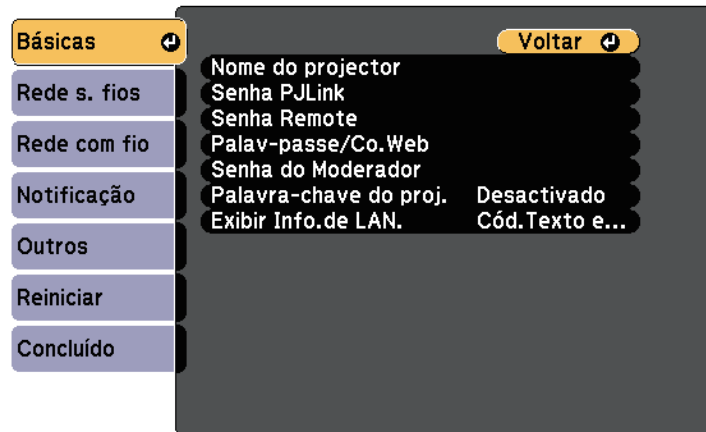 Básicas
Rede s. fios
Rede com fio
Notificação
Outros
Reiniciar
Concluído
Voltar
Nome do projector
Senha PJLink
Senha Remote
Palav-passe/Co.Web
Senha do Moderador
Palavra-chave do proj. Desactivado
Exibir Info.de LAN. Cód.Texto e...